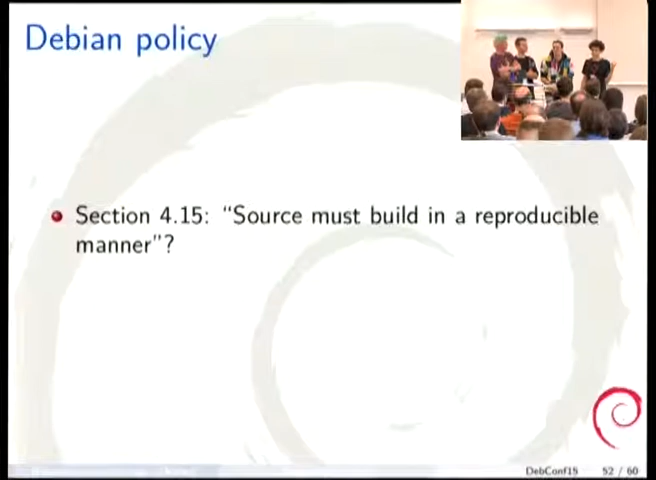 Debian policy
Section 4.15: “Source must build in a reproducible
manner”?
DebConf15 52 / 60